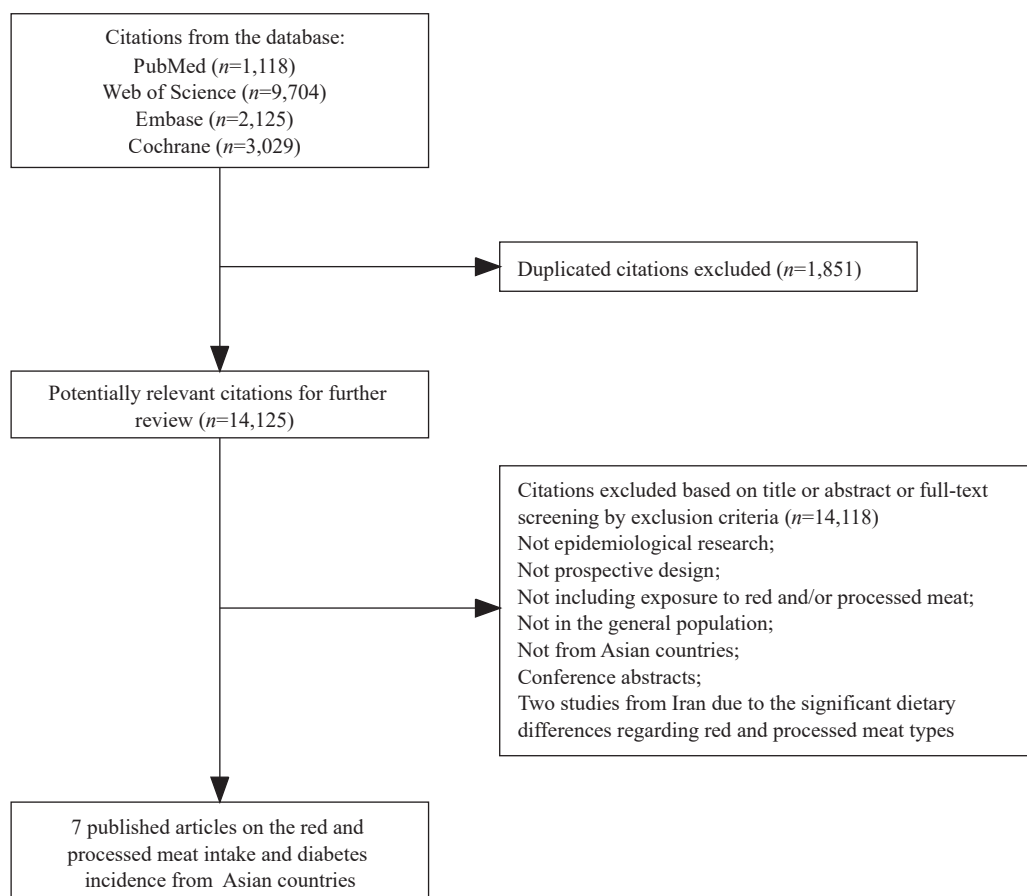 Citations from the database:
PubMed (n=1,118)
Web of Science (n=9,704)
Embase (n=2,125)
Cochrane (n=3,029)
Duplicated citations excluded (n=1,851)
Potentially relevant citations for further
review (n=14,125)
Citations excluded based on title or abstract or full-text
screening by exclusion criteria (n=14,118)
Not epidemiological research;
Not prospective design;
Not including exposure to red and/or processed meat;
Not in the general population;
Not from Asian countries;
Conference abstracts;
Two studies from Iran due to the significant dietary
differences regarding red and processed meat types
7 published articles on the red and
processed meat intake and diabetes
incidence from Asian countries